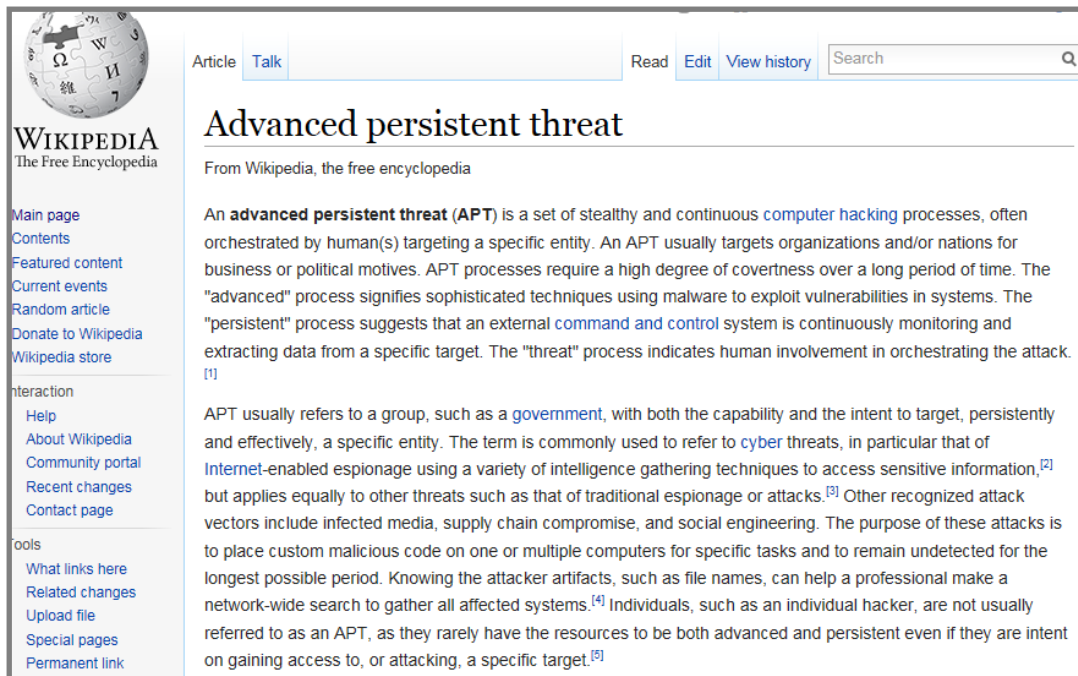 Article Talk Read Edit View history Search
WIKIPEDIA
The Free Encyclopedia
Main page
Contents
Featured content
Current events
Random article
Donate to Wikipedia
Wikipedia store
nteraction
Help
About Wikipedia
Community portal
Recent changes
Contact page
ools
What links here
Related changes
Upload file
Special pages
Permanent link
Advanced persistent threat
From Wikipedia, the free encyclopedia
An advanced persistent threat (APT) is a set of stealthy and continuous computer hacking processes, often
orchestrated by human(s) targeting a specific entity. An APT usually targets organizations and/or nations for
business or political motives. APT processes require a high degree of covertness over a long period of time. The
"advanced" process signifies sophisticated techniques using malware to exploit vulnerabilities in systems. The
"persistent" process suggests that an external command and control system is continuously monitoring and
extracting data from a specific target. The "threat" process indicates human involvement in orchestrating the attack.
[1]
APT usually refers to a group, such as a government, with both the capability and the intent to target, persistently
and effectively, a specific entity. The term is commonly used to refer to cyber threats, in particular that of
Internet-enabled espionage using a variety of intelligence gathering techniques to access sensitive information,[2]
but applies equally to other threats such as that of traditional espionage or attacks.[3] Other recognized attack
vectors include infected media, supply chain compromise, and social engineering. The purpose of these attacks is
to place custom malicious code on one or multiple computers for specific tasks and to remain undetected for the
longest possible period. Knowing the attacker artifacts, such as file names, can help a professional make a
network-wide search to gather all affected systems.[4] Individuals, such as an individual hacker, are not usually
referred to as an APT, as they rarely have the resources to be both advanced and persistent even if they are intent
on gaining access to, or attacking, a specific target.[5]